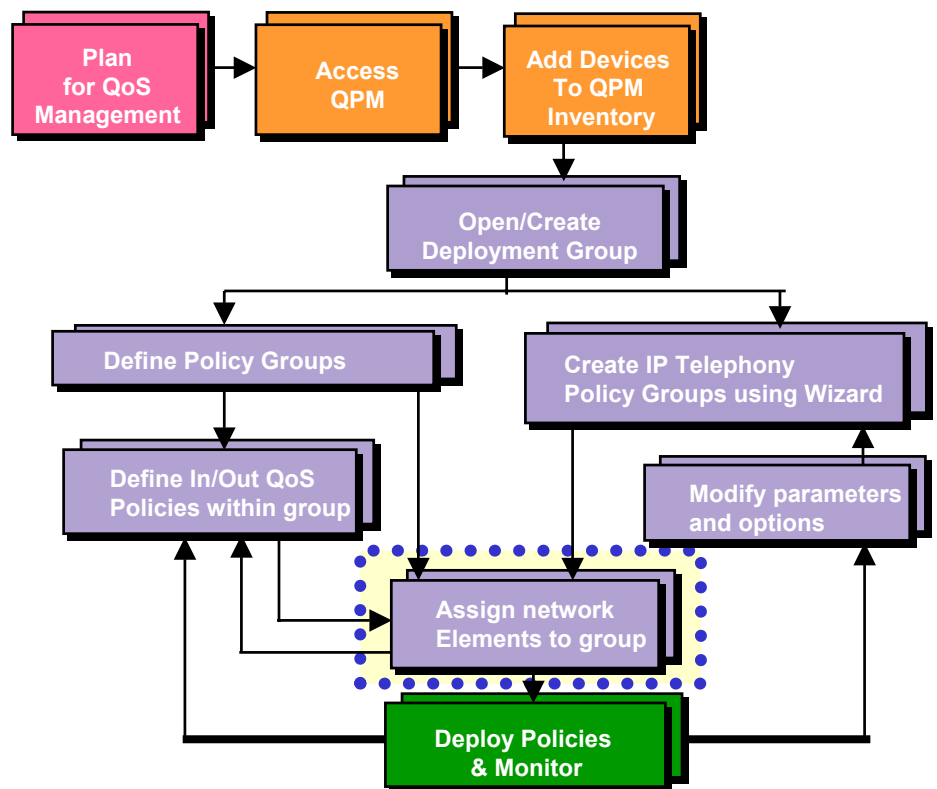 Plan
for QoS
Management
Access
QPM
Add Devices
To QPM
Inventory
Open/Create
Deployment Group
Define Policy Groups
Create IP Telephony
Policy Groups using Wizard
Define In/Out QoS
Policies within group
Modify parameters
and options
Assign network
Elements to group
Deploy Policies
& Monitor